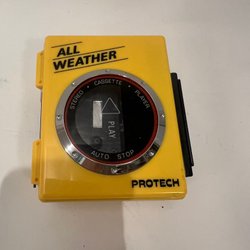 ALL
WEATHER
STEREO CASSETTE PLAYER
PLAY
AUTO STOP
PROTECH